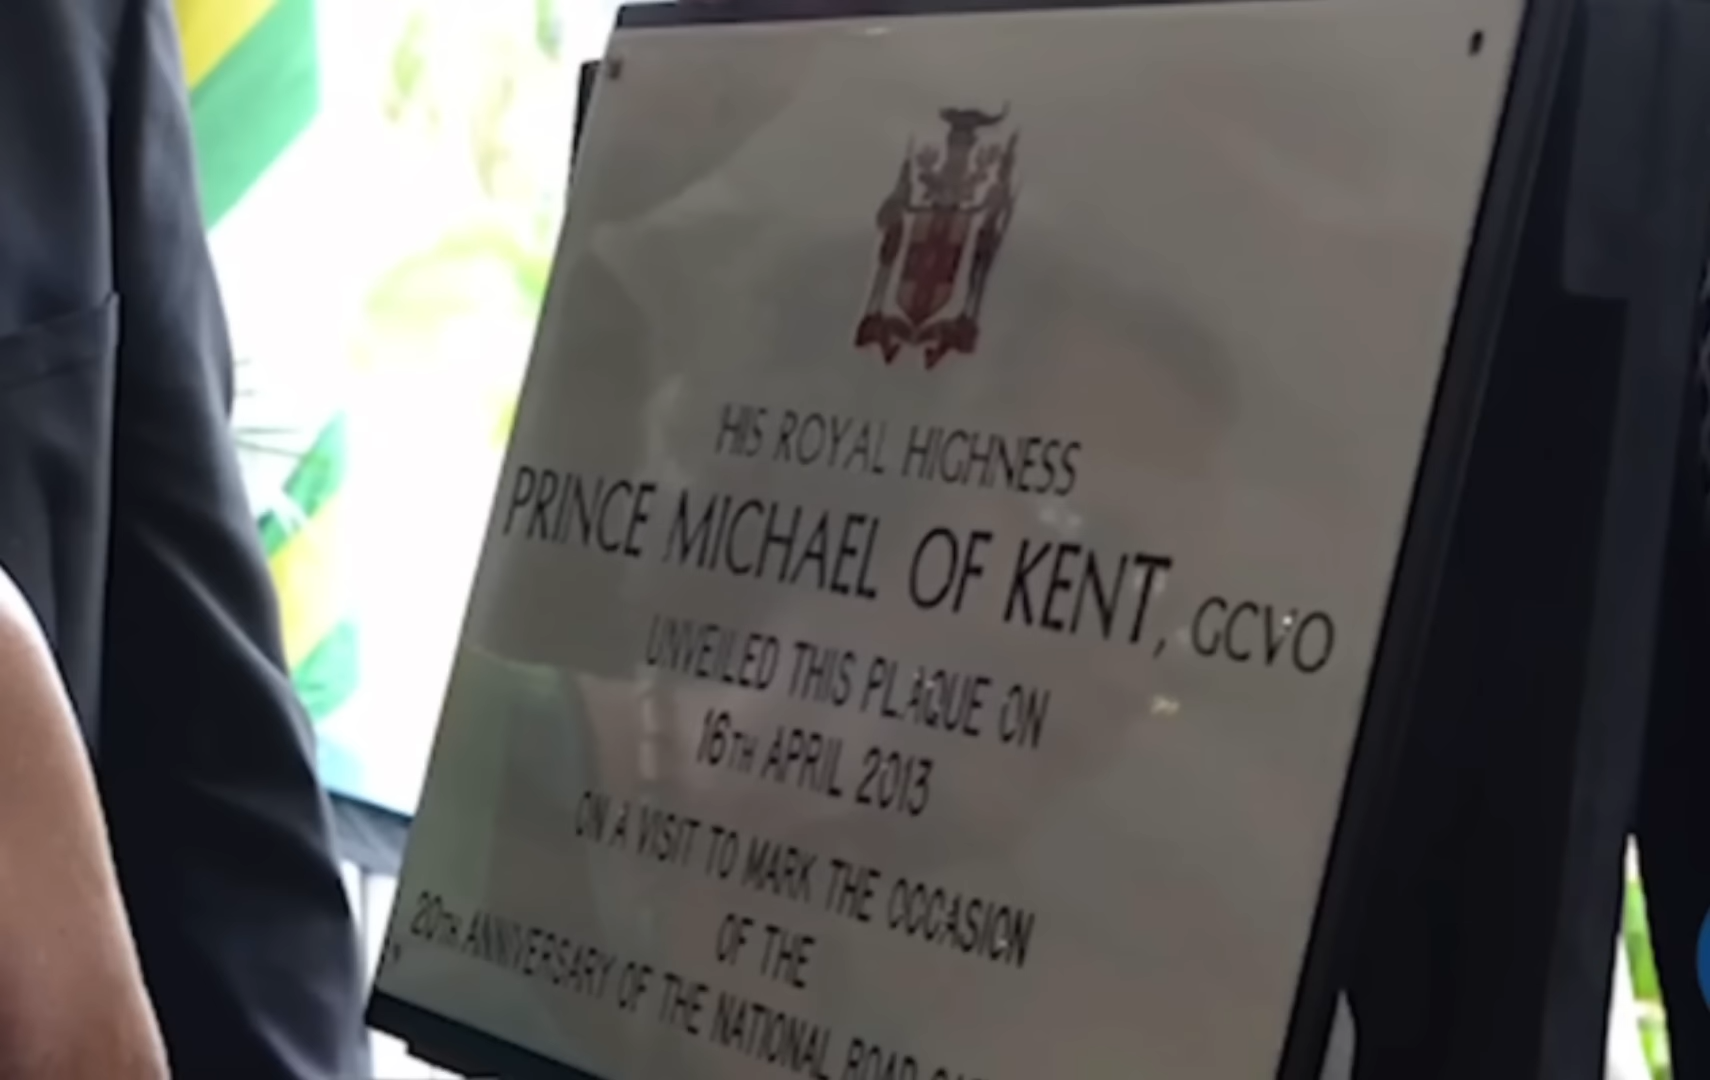 HIS ROYAL HIGHNESS
PRINCE MICHAEL OF KENT, GCVO
UNVEILED THIS PLAQUE ON
16TH APRIL 2013
ON A VISIT TO MARK THE OCCASION
OF THE
20TH ANNIVERSARY OF THE NATIONAL ROAD